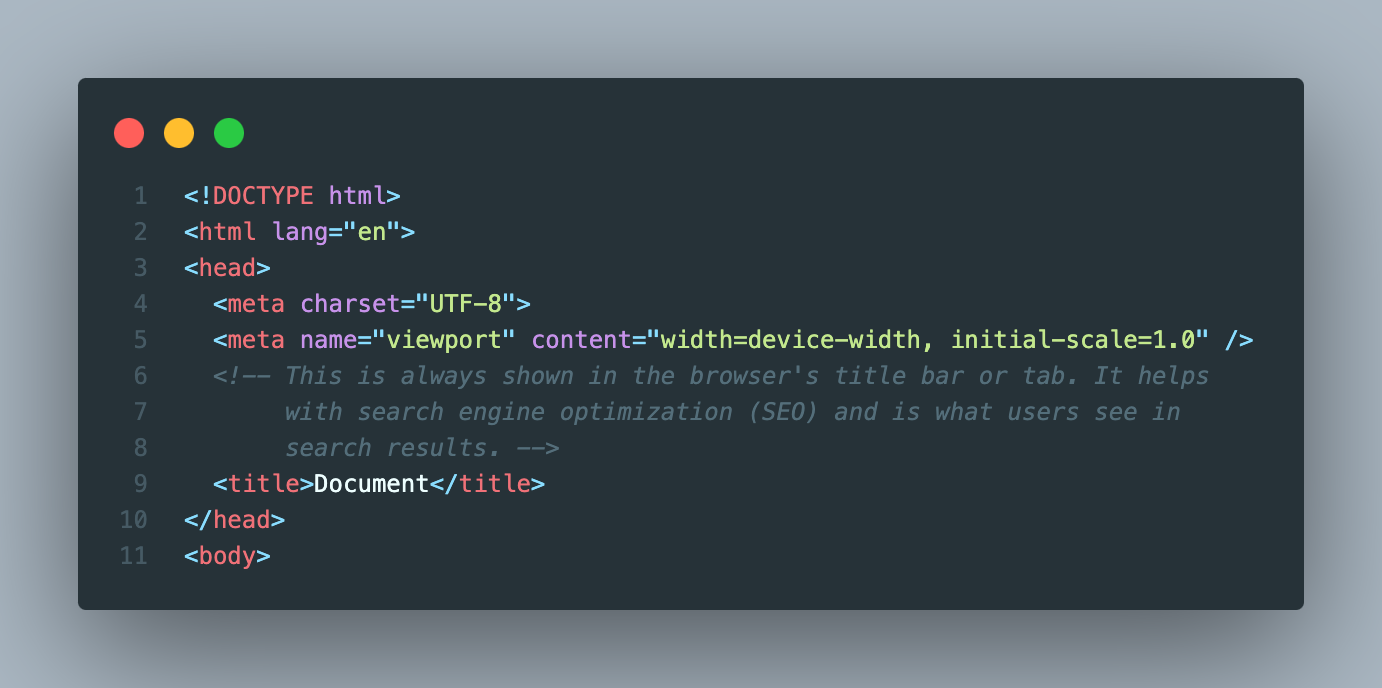 1 <!DOCTYPE html>
2 <html lang="en">
3 <head>
4   <meta charset="UTF-8">
5   <meta name="viewport" content="width=device-width, initial-scale=1.0" />
6   <!-- This is always shown in the browser's title bar or tab. It helps
7        with search engine optimization (SEO) and is what users see in
8        search results. -->
9   <title>Document</title>
10 </head>
11 <body>